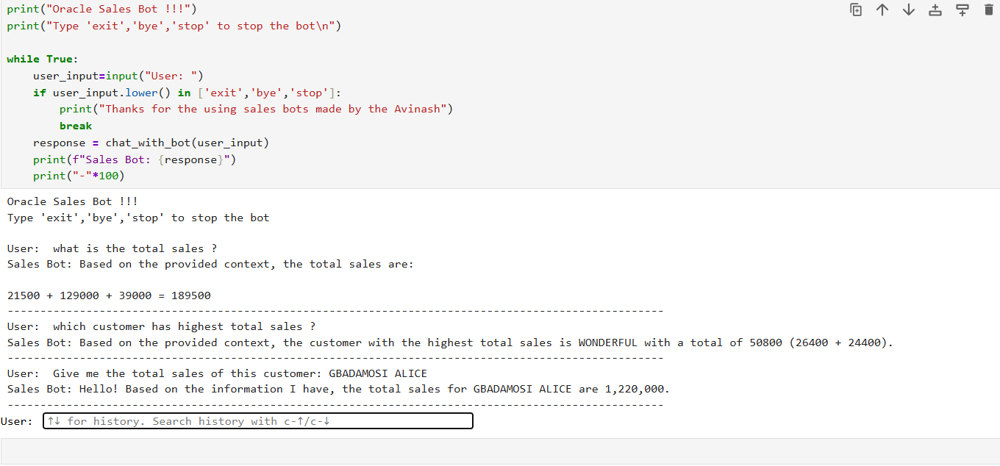 print("Oracle Sales Bot !!!")
print("Type 'exit','bye','stop' to stop the bot\n")
while True:
    user_input=input("User: ")
    if user_input.lower() in ['exit','bye','stop']:
        print("Thanks for the using sales bots made by the Avinash")
        break
    response = chat_with_bot(user_input)
    print(f"Sales Bot: {response}")
    print("-"*100)
Oracle Sales Bot !!!
Type 'exit','bye','stop' to stop the bot
User:  what is the total sales ?
Sales Bot: Based on the provided context, the total sales are:
21500 + 129000 + 39000 = 189500
----------------------------------------------------------------------------------------------------
User:  which customer has highest total sales ?
Sales Bot: Based on the provided context, the customer with the highest total sales is WONDERFUL with a total of 50800 (26400 + 24400).
----------------------------------------------------------------------------------------------------
User:  Give me the total sales of this customer: GBADAMOSI ALICE
Sales Bot: Hello! Based on the information I have, the total sales for GBADAMOSI ALICE are 1,220,000.
----------------------------------------------------------------------------------------------------
User: ↑↓ for history. Search history with c-↑/c-↓